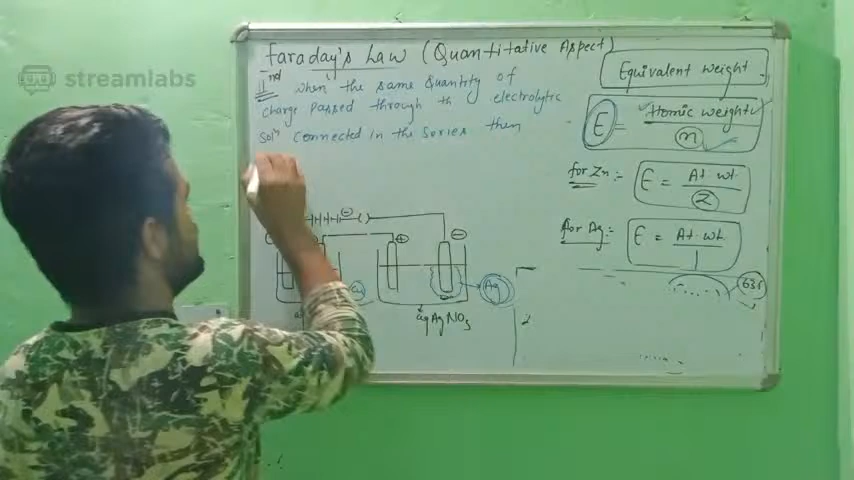 streamlabs
Faraday's Law (Quantitative Aspect)
IInd when the same Quantity of
charge passed through th electrolytic
solⁿ connected in the series then
Equivalent weight
E = Atomic weight
n
for Zn :- E = At wt
2
for Ag:- E = At. wt.
1
Ag
aq AgNO3